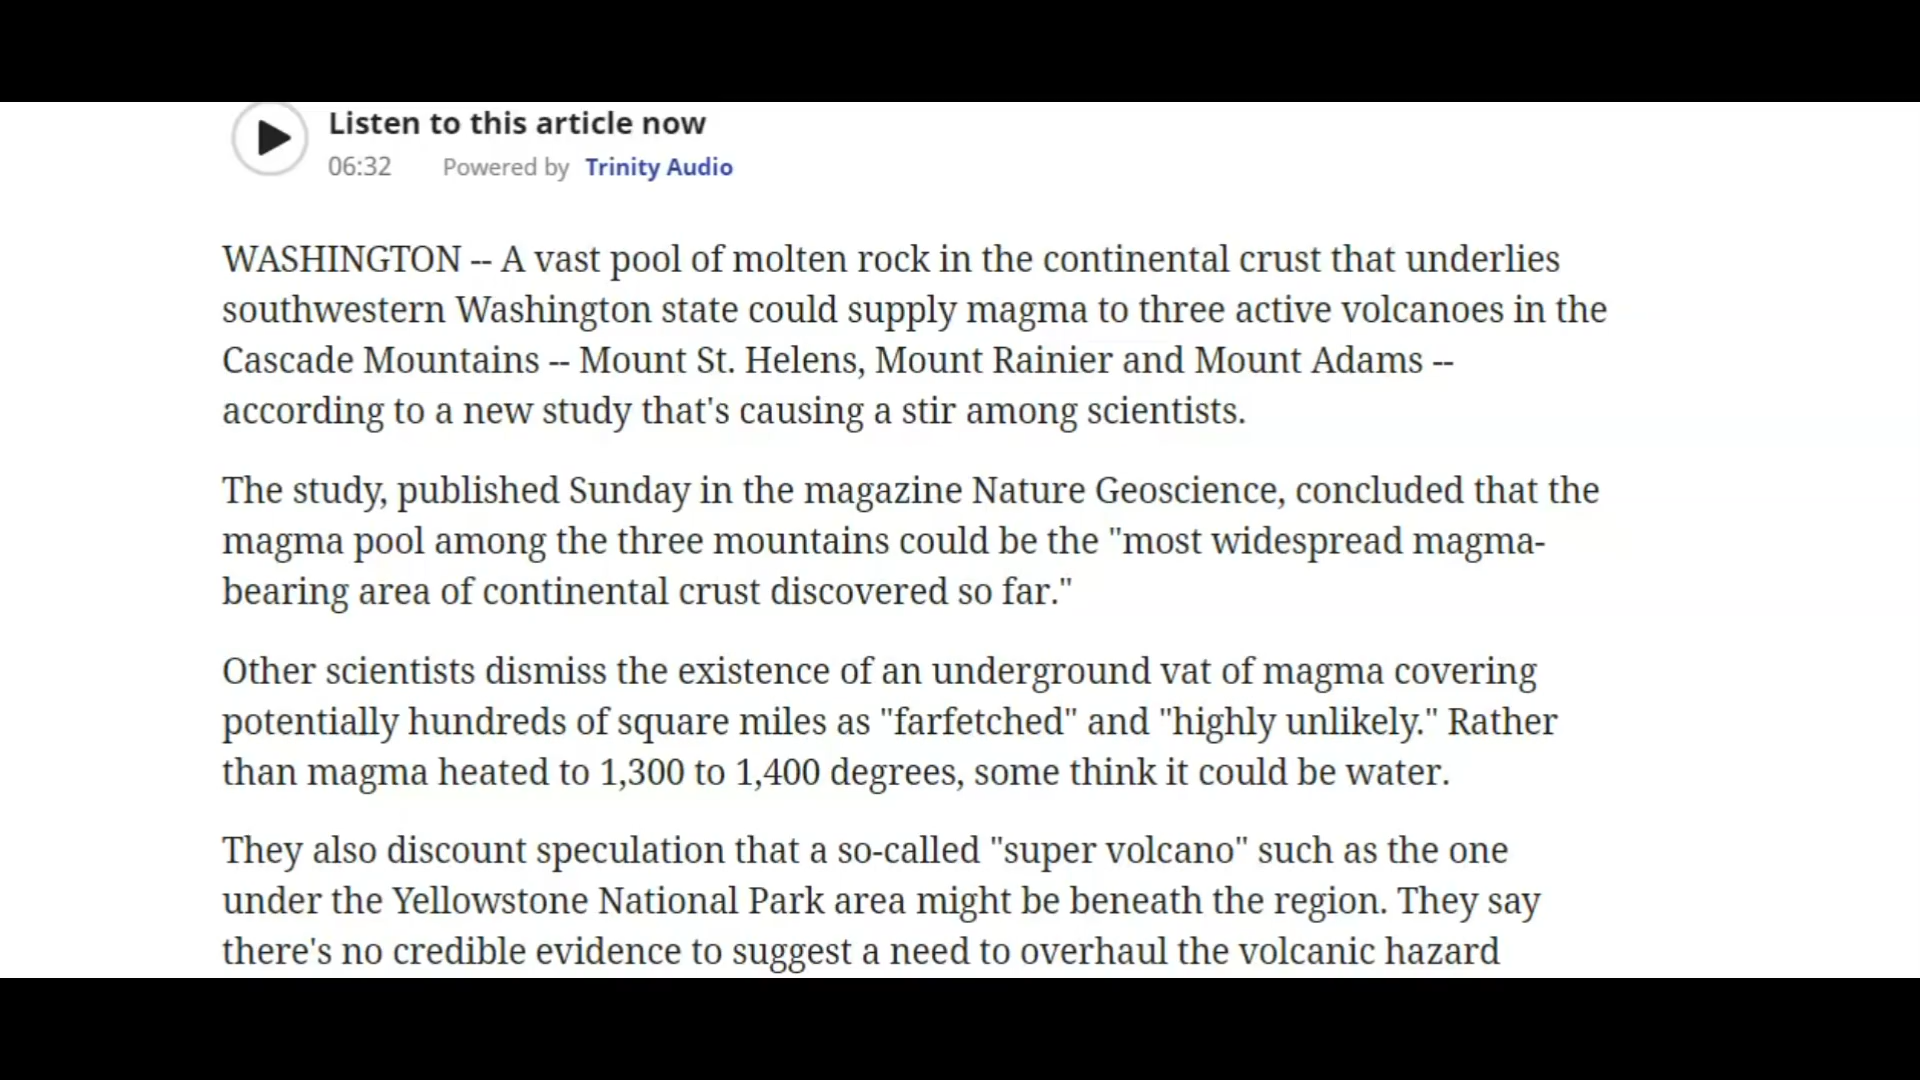 Listen to this article now
06:32 Powered by Trinity Audio
WASHINGTON -- A vast pool of molten rock in the continental crust that underlies
southwestern Washington state could supply magma to three active volcanoes in the
Cascade Mountains -- Mount St. Helens, Mount Rainier and Mount Adams --
according to a new study that's causing a stir among scientists.
The study, published Sunday in the magazine Nature Geoscience, concluded that the
magma pool among the three mountains could be the "most widespread magma-
bearing area of continental crust discovered so far."
Other scientists dismiss the existence of an underground vat of magma covering
potentially hundreds of square miles as "farfetched" and "highly unlikely." Rather
than magma heated to 1,300 to 1,400 degrees, some think it could be water.
They also discount speculation that a so-called "super volcano" such as the one
under the Yellowstone National Park area might be beneath the region. They say
there's no credible evidence to suggest a need to overhaul the volcanic hazard